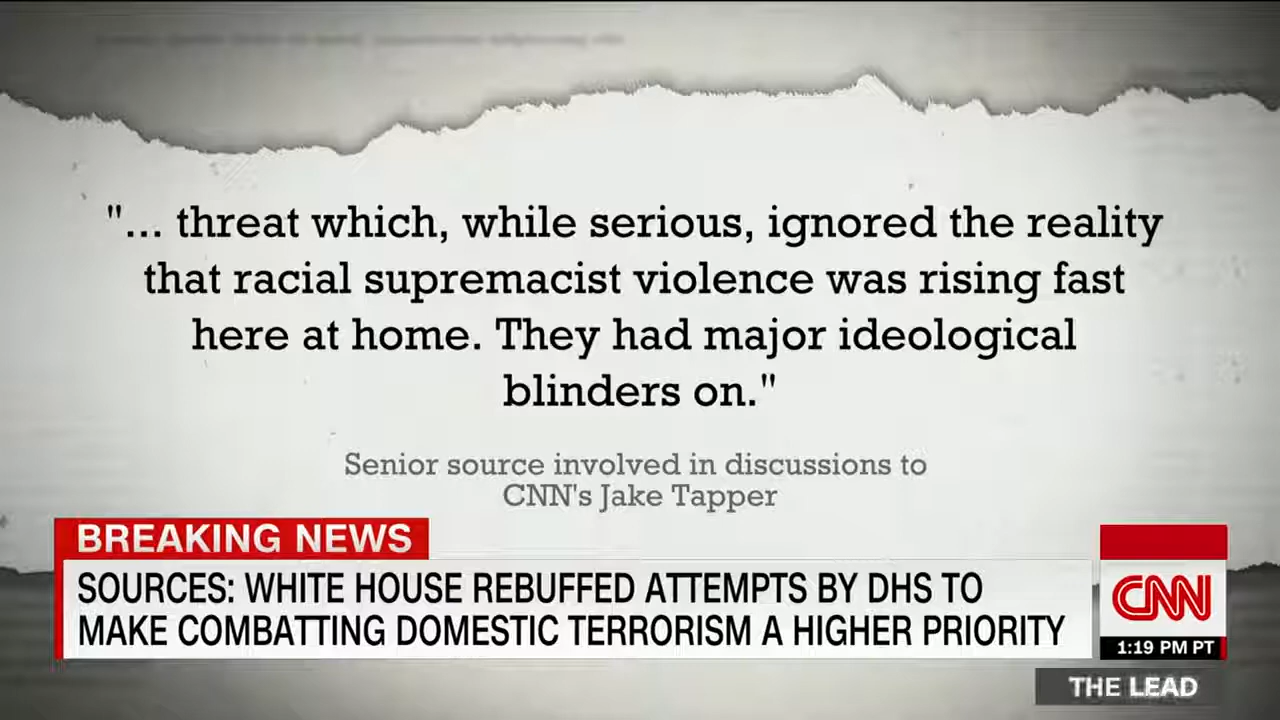 "... threat which, while serious, ignored the reality
that racial supremacist violence was rising fast
here at home. They had major ideological
blinders on."
Senior source involved in discussions to
CNN's Jake Tapper
BREAKING NEWS
SOURCES: WHITE HOUSE REBUFFED ATTEMPTS BY DHS TO
MAKE COMBATTING DOMESTIC TERRORISM A HIGHER PRIORITY
CNN
1:19 PM PT
THE LEAD